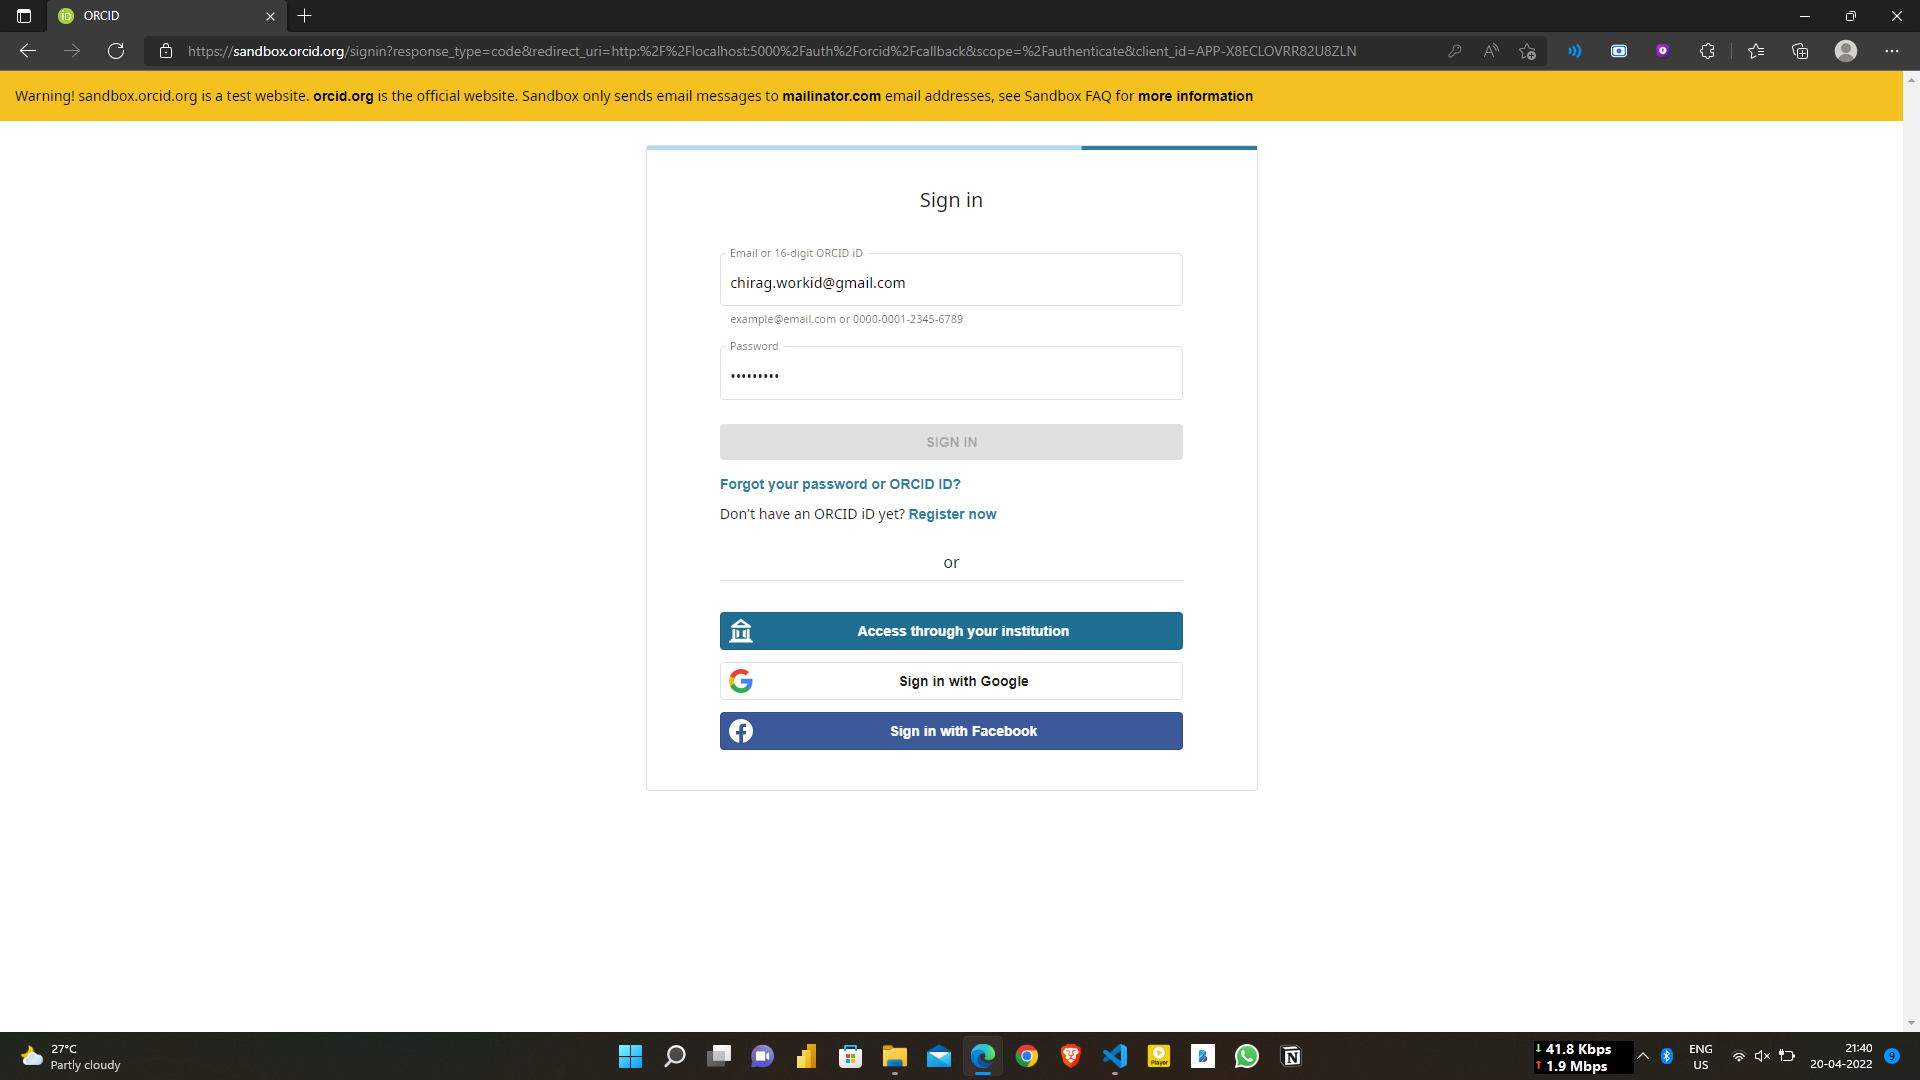 ORCID
https://sandbox.orcid.org/signin?response_type=code&redirect_uri=http:%2F%2Flocalhost:5000%2Fauth%2Forcid%2Fcallback&scope=%2Fauthenticate&client_id=APP-X8ECLOVRR82U8ZLN
Warning! sandbox.orcid.org is a test website. orcid.org is the official website. Sandbox only sends email messages to mailinator.com email addresses, see Sandbox FAQ for more information
Sign in
Email or 16-digit ORCID iD
chirag.workid@gmail.com
example@email.com or 0000-0001-2345-6789
Password
•••••••••
SIGN IN
Forgot your password or ORCID ID?
Don't have an ORCID iD yet? Register now
or
Access through your institution
Sign in with Google
Sign in with Facebook
27°C
Partly cloudy
Player
↓ 41.8 Kbps
↑ 1.9 Mbps
ENG
US
21:40
20-04-2022
9